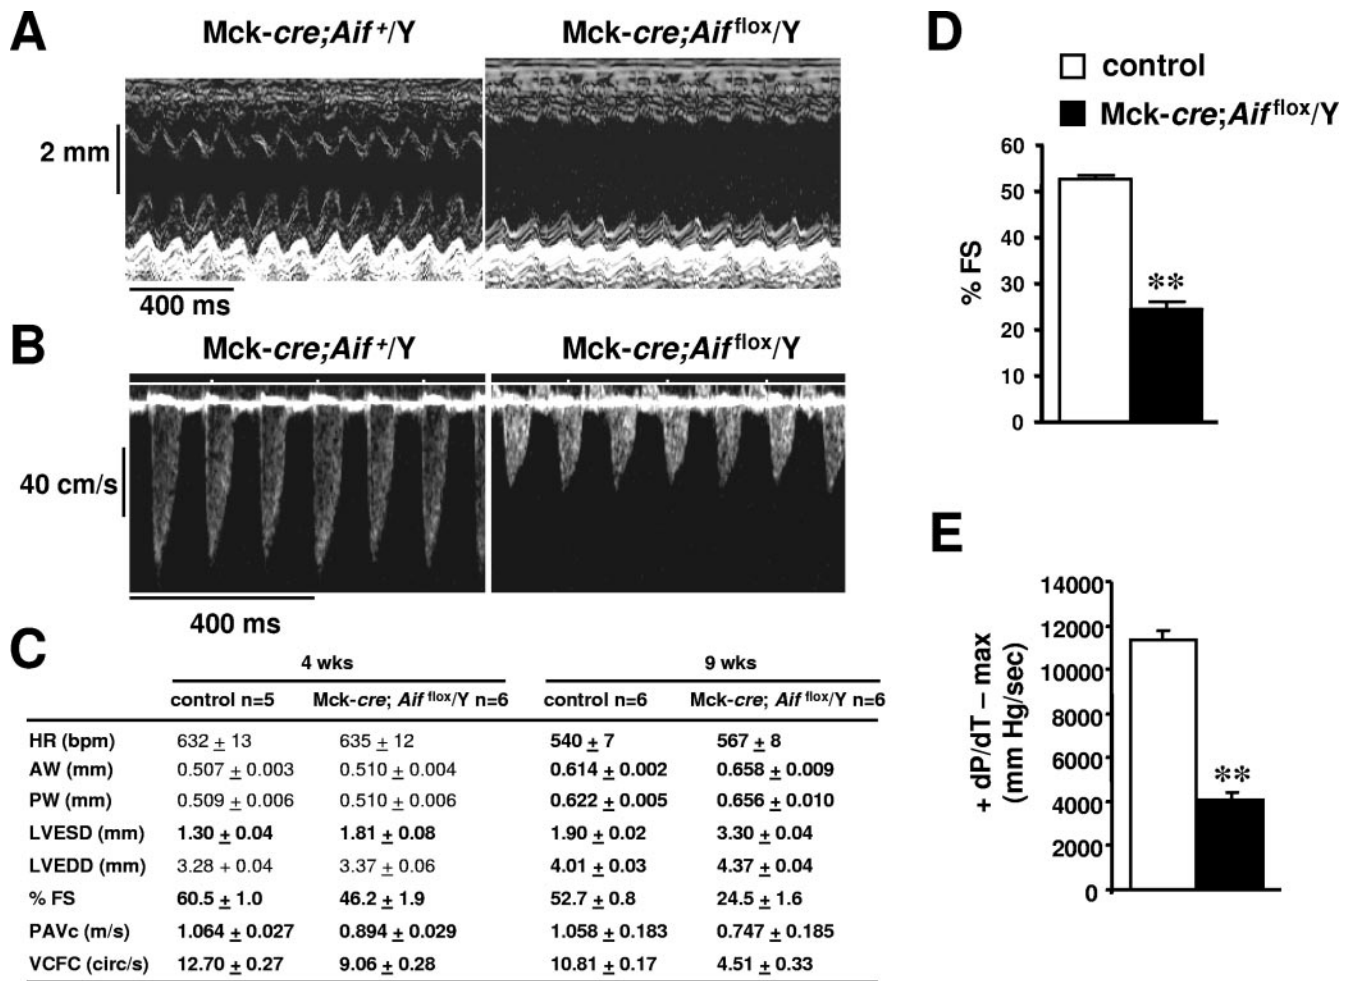 A
Mck-cre;Aif +/Y
Mck-cre;Aif flox/Y
2 mm
400 ms
B
Mck-cre;Aif +/Y
Mck-cre;Aif flox/Y
40 cm/s
400 ms
C
4 wks
9 wks
control n=5
Mck-cre; Aif flox/Y n=6
control n=6
Mck-cre; Aif flox/Y n=6
HR (bpm) 632 ± 13 635 ± 12 540 ± 7 567 ± 8
AW (mm) 0.507 ± 0.003 0.510 ± 0.004 0.614 ± 0.002 0.658 ± 0.009
PW (mm) 0.509 ± 0.006 0.510 ± 0.006 0.622 ± 0.005 0.656 ± 0.010
LVESD (mm) 1.30 ± 0.04 1.81 ± 0.08 1.90 ± 0.02 3.30 ± 0.04
LVEDD (mm) 3.28 + 0.04 3.37 ± 0.06 4.01 ± 0.03 4.37 ± 0.04
% FS 60.5 ± 1.0 46.2 ± 1.9 52.7 ± 0.8 24.5 ± 1.6
PAVc (m/s) 1.064 ± 0.027 0.894 ± 0.029 1.058 ± 0.183 0.747 ± 0.185
VCFC (circ/s) 12.70 ± 0.27 9.06 ± 0.28 10.81 ± 0.17 4.51 ± 0.33
D
control
Mck-cre;Aif flox/Y
% FS
60
50
40
30
20
10
0
**
E
+ dP/dT – max
(mm Hg/sec)
14000
12000
10000
8000
6000
4000
2000
0
**